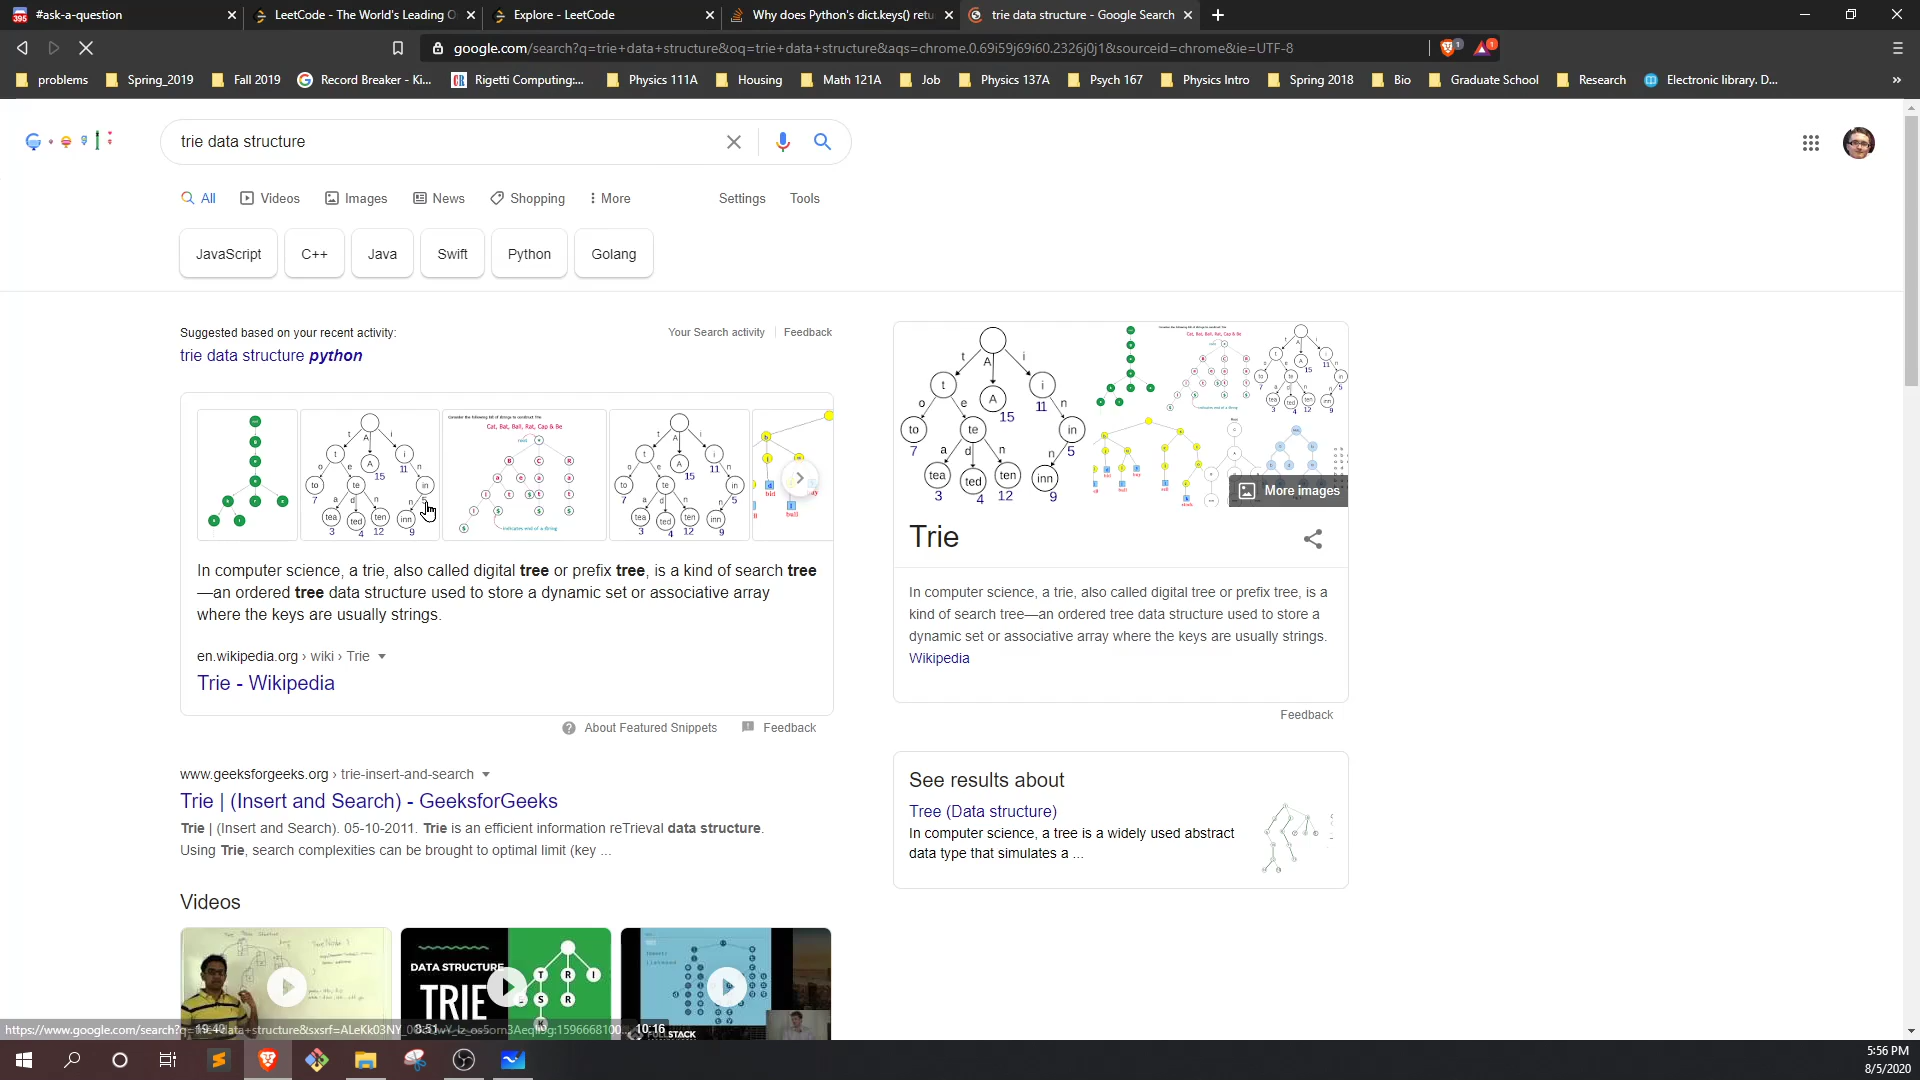 #ask-a-question
LeetCode - The World's Leading O
Explore - LeetCode
Why does Python's dict.keys() retu
trie data structure - Google Search
google.com/search?q=trie+data+structure&oq=trie+data+structure&aqs=chrome.0.69i59j69i60.2326j0j1&sourceid=chrome&ie=UTF-8
problems
Spring_2019
Fall 2019
Record Breaker - Ki...
Rigetti Computing:...
Physics 111A
Housing
Math 121A
Job
Physics 137A
Psych 167
Physics Intro
Spring 2018
Bio
Graduate School
Research
Electronic library. D...
trie data structure
All
Videos
Images
News
Shopping
More
Settings
Tools
JavaScript
C++
Java
Swift
Python
Golang
Suggested based on your recent activity:
Your Search activity
Feedback
trie data structure python
In computer science, a trie, also called digital tree or prefix tree, is a kind of search tree
—an ordered tree data structure used to store a dynamic set or associative array
where the keys are usually strings.
en.wikipedia.org › wiki › Trie
Trie - Wikipedia
About Featured Snippets
Feedback
www.geeksforgeeks.org › trie-insert-and-search
Trie | (Insert and Search) - GeeksforGeeks
Trie | (Insert and Search). 05-10-2011. Trie is an efficient information reTrieval data structure.
Using Trie, search complexities can be brought to optimal limit (key ...
Videos
DATA STRUCTURE
TRIE
19:40
8:51
10:16
More images
Trie
In computer science, a trie, also called digital tree or prefix tree, is a
kind of search tree—an ordered tree data structure used to store a
dynamic set or associative array where the keys are usually strings.
Wikipedia
Feedback
See results about
Tree (Data structure)
In computer science, a tree is a widely used abstract
data type that simulates a ...
5:56 PM
8/5/2020